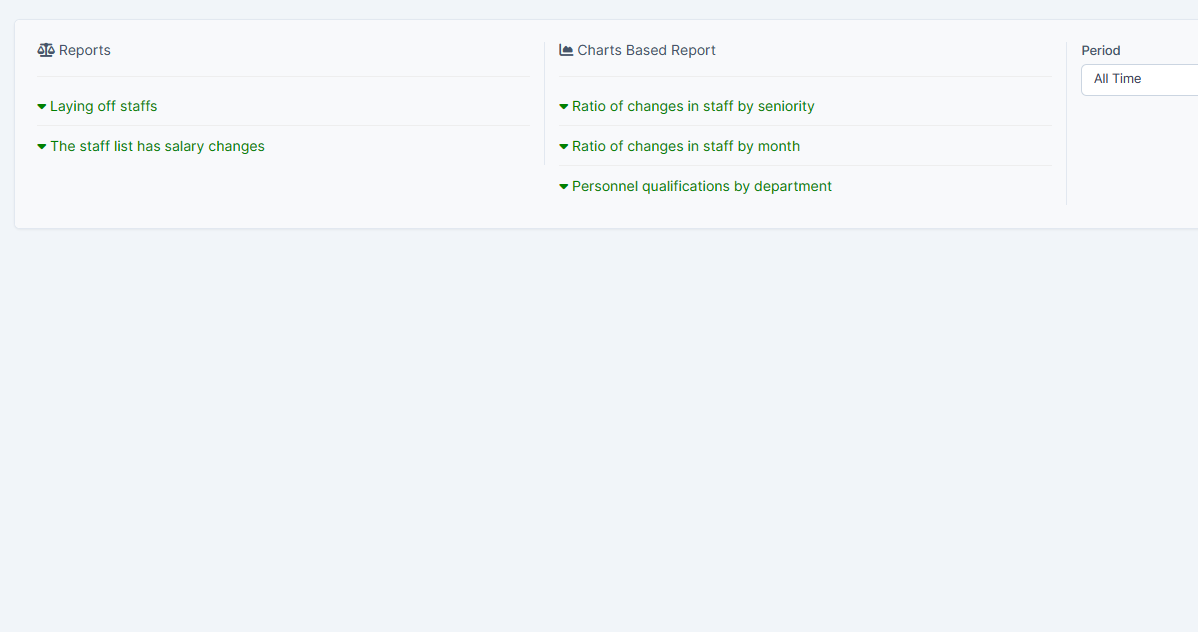 Reports
Laying off staffs
The staff list has salary changes
Charts Based Report
Ratio of changes in staff by seniority
Ratio of changes in staff by month
Personnel qualifications by department
Period
All Time